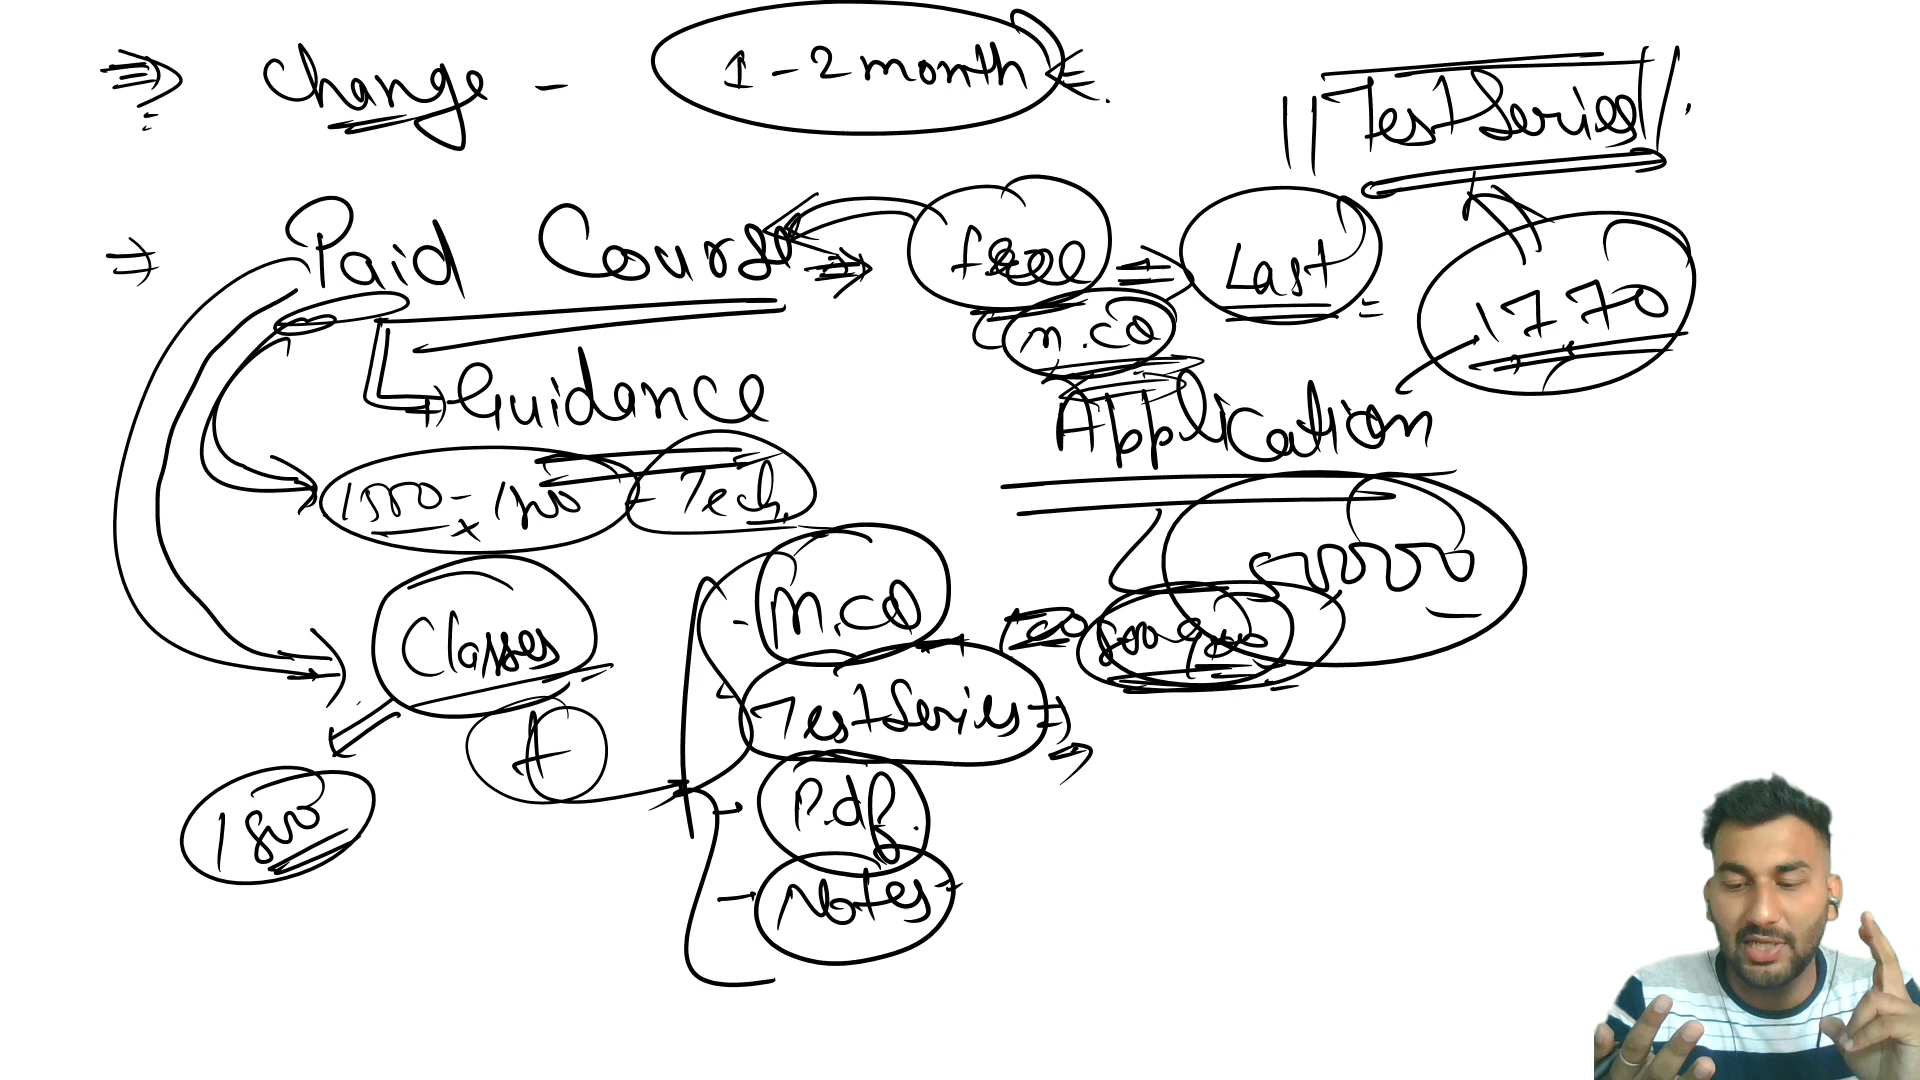 Change - 1-2 month
Test Series
Paid Course
free
Last
1770
M.CQ
Guidance
Application
Tech.
M.CQ
Classes
Test Series
P.df.
1800
Notes